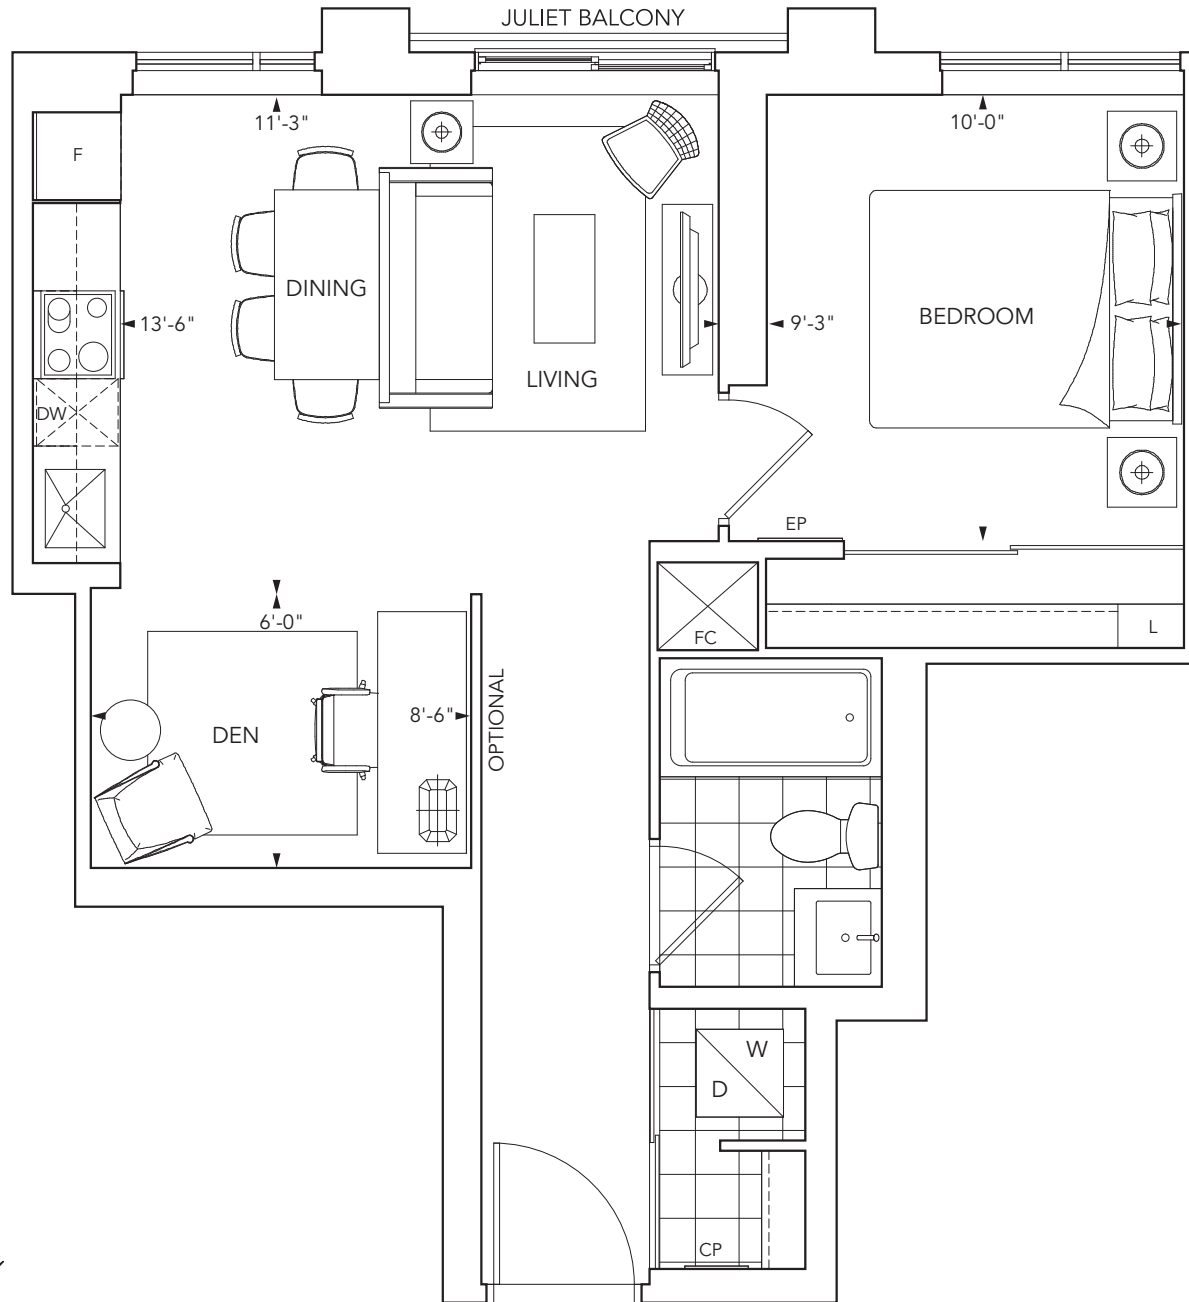 JULIET BALCONY
11'-3"
10'-0"
F
DINING
BEDROOM
13'-6"
9'-3"
LIVING
DW
EP
6'-0"
FC
L
OPTIONAL
8'-6"
DEN
W
D
CP